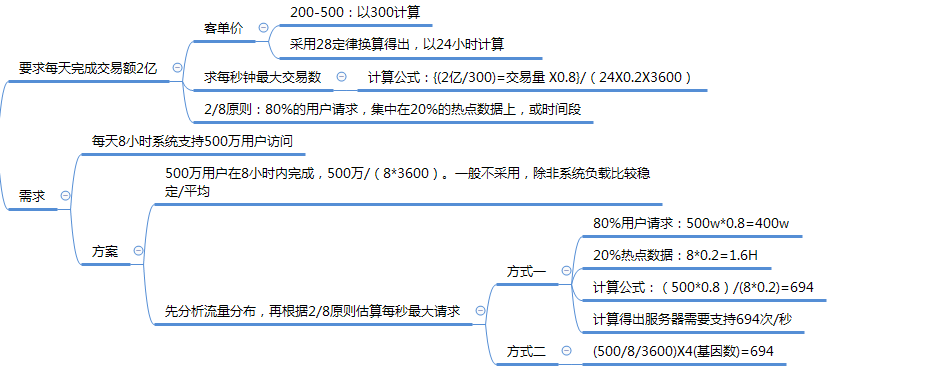 要求每天完成交易额2亿
客单价
200-500：以300计算
采用28定律换算得出，以24小时计算
求每秒钟最大交易数
计算公式：{(2亿/300)=交易量 X0.8}/（24X0.2X3600）
2/8原则：80%的用户请求，集中在20%的热点数据上，或时间段
需求
每天8小时系统支持500万用户访问
方案
500万用户在8小时内完成，500万/（8*3600）。一般不采用，除非系统负载比较稳
定/平均
先分析流量分布，再根据2/8原则估算每秒最大请求
方式一
80%用户请求：500w*0.8=400w
20%热点数据：8*0.2=1.6H
计算公式：（500*0.8）/(8*0.2)=694
计算得出服务器需要支持694次/秒
方式二
(500/8/3600)X4(基因数)=694